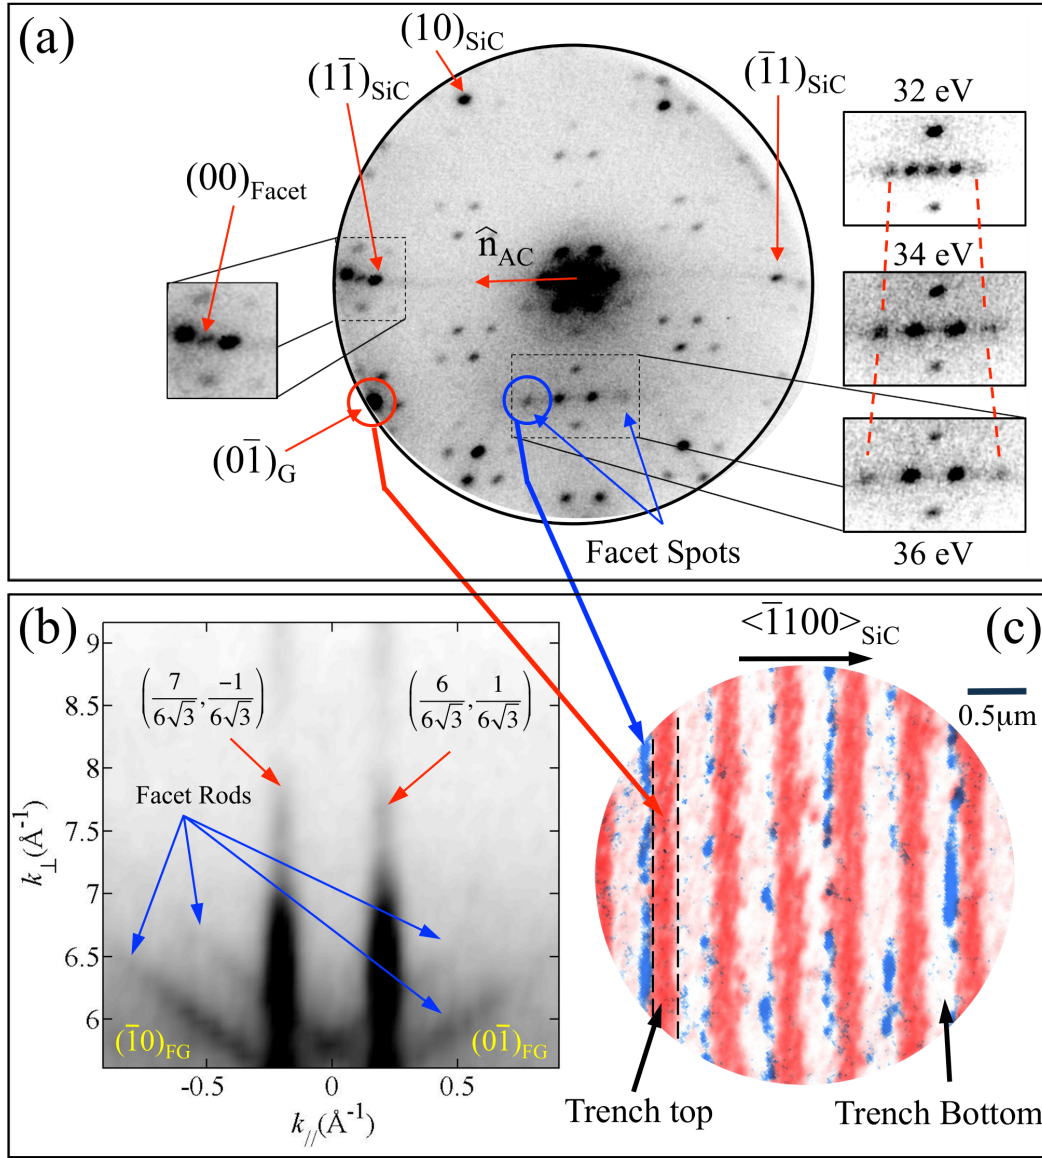 (a)
(10)SiC
(11̅)SiC
(1̅1)SiC
(00)Facet
n̂AC
(01̅)G
Facet Spots
32 eV
34 eV
36 eV
(b)
9
8.5
8
7.5
7
6.5
6
k⊥(Å-1)
(7/6√3, -1/6√3)
(6/6√3, 1/6√3)
Facet Rods
(1̅0)FG
(01̅)FG
-0.5
0
0.5
k//(Å-1)
(c)
<1̅100>SiC
0.5μm
Trench top
Trench Bottom